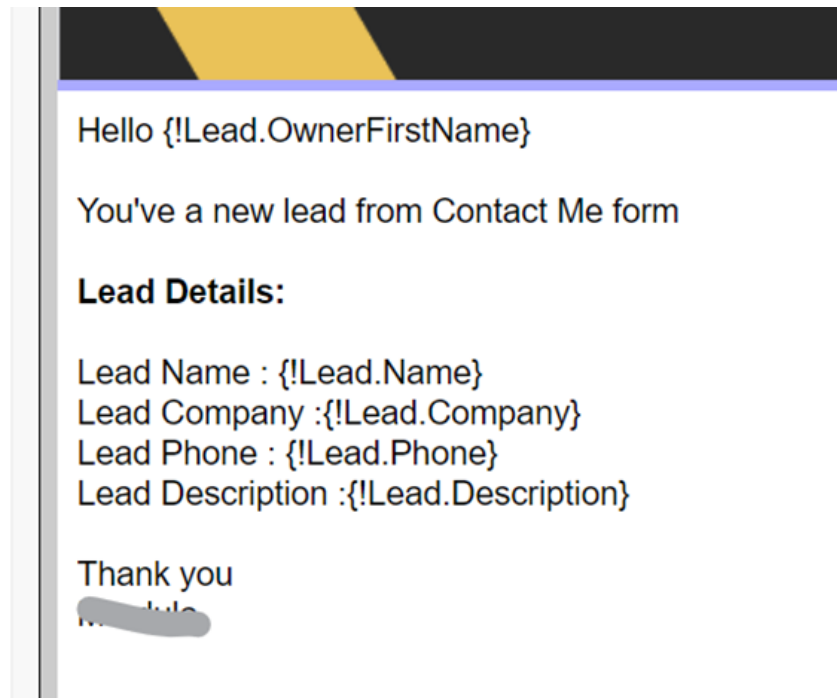 Hello {!Lead.OwnerFirstName}
You've a new lead from Contact Me form
Lead Details:
Lead Name : {!Lead.Name}
Lead Company :{!Lead.Company}
Lead Phone : {!Lead.Phone}
Lead Description :{!Lead.Description}
Thank you